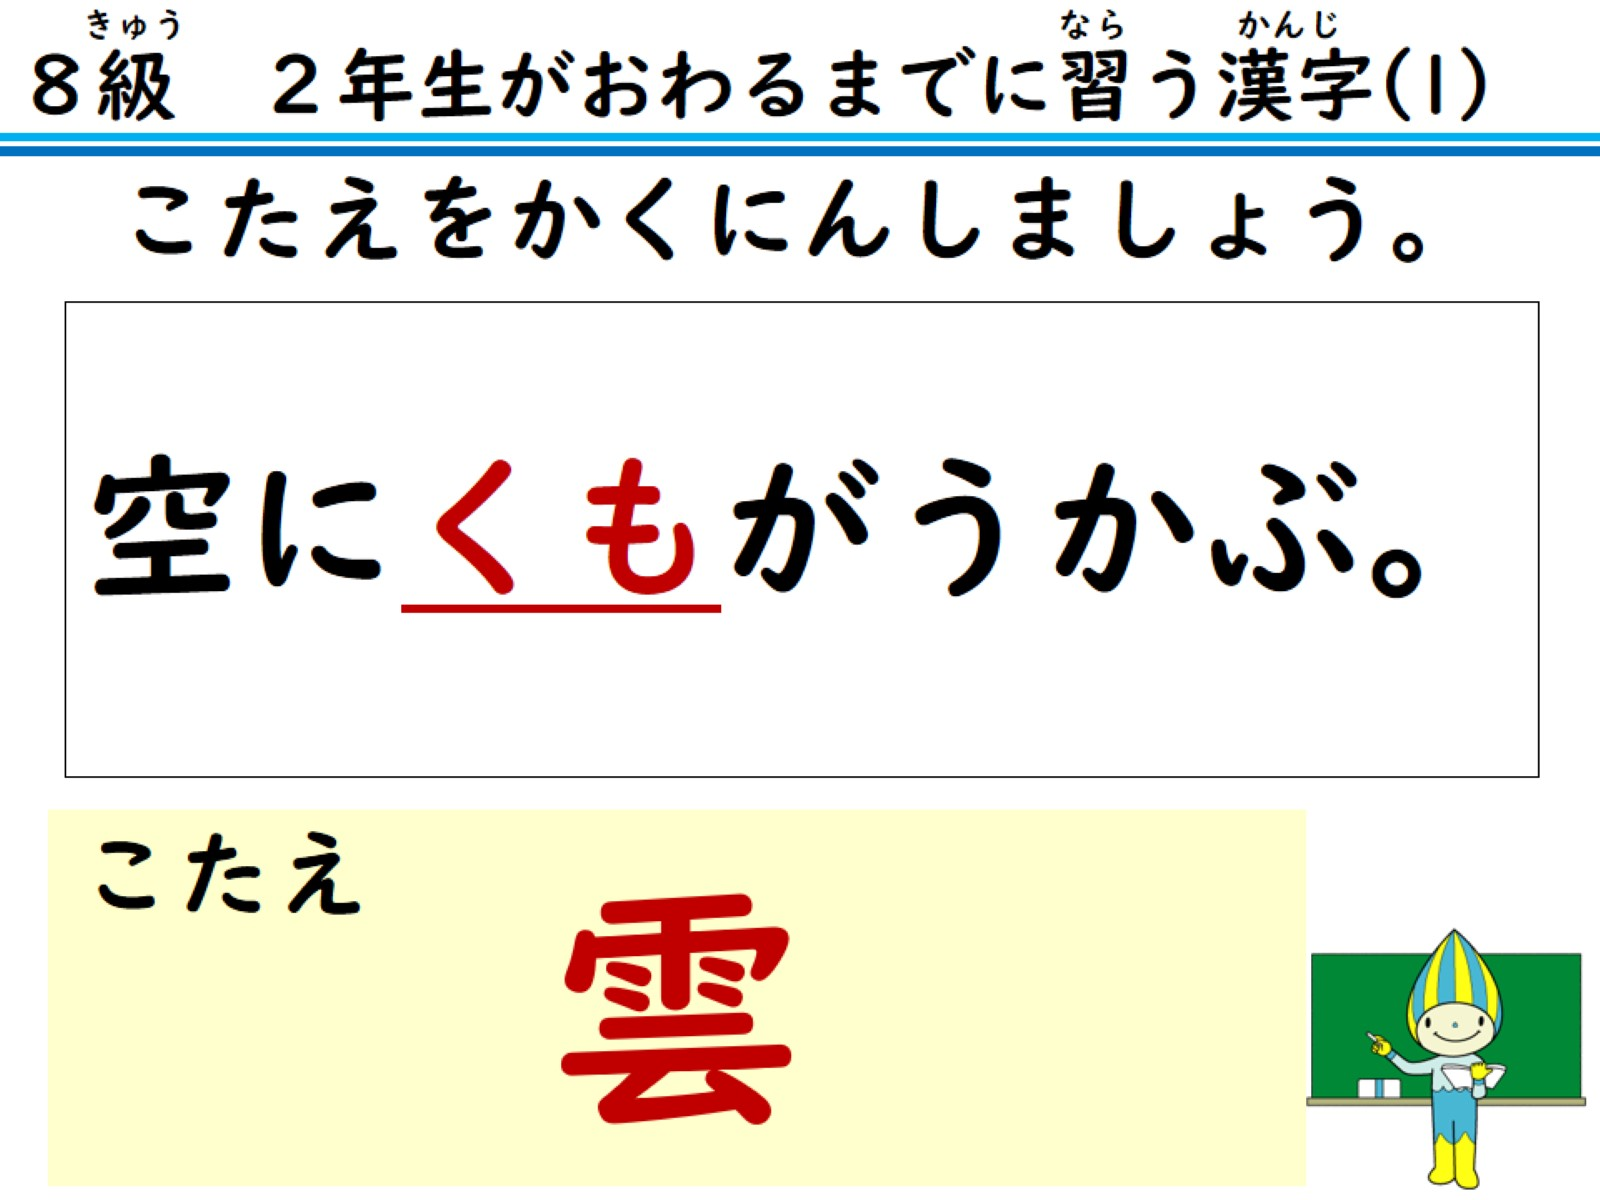 きゅう なら かんじ
８級　２年生がおわるまでに習う漢字(1)
こたえをかくにんしましょう。
空にくもがうかぶ。
こたえ
雲